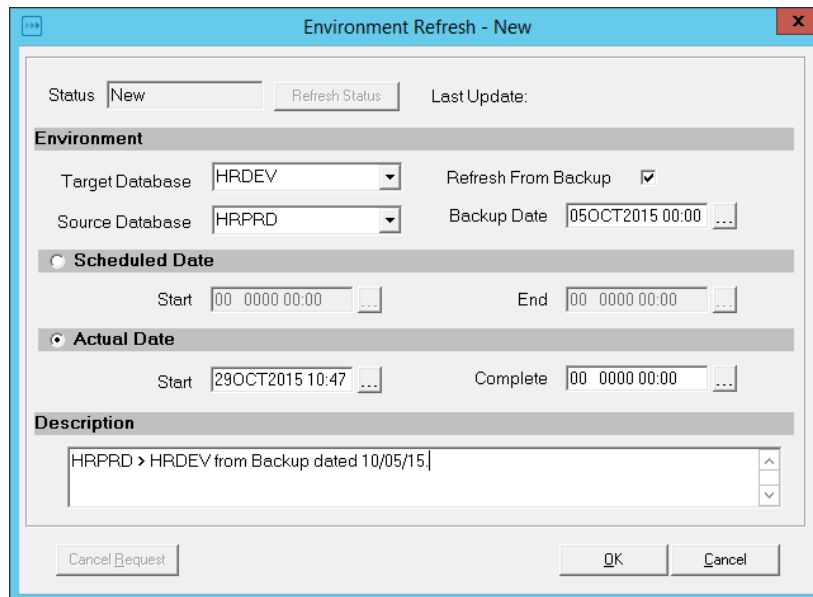 Environment Refresh - New
x
Status New Refresh Status Last Update:
Environment
Target Database HRDEV Refresh From Backup
Source Database HRPRD Backup Date 05OCT2015 00:00 ...
Scheduled Date
Start 00 0000 00:00 ... End 00 0000 00:00 ...
Actual Date
Start 29OCT2015 10:47 ... Complete 00 0000 00:00 ...
Description
HRPRD > HRDEV from Backup dated 10/05/15.
Cancel Request OK Cancel